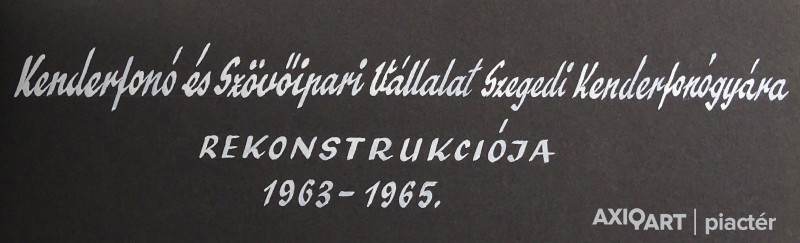 Kenderfonó és Szövőipari Vállalat Szegedi Kenderfonógyára
REKONSTRUKCIÓJA
1963-1965.
AXIOART | piactér